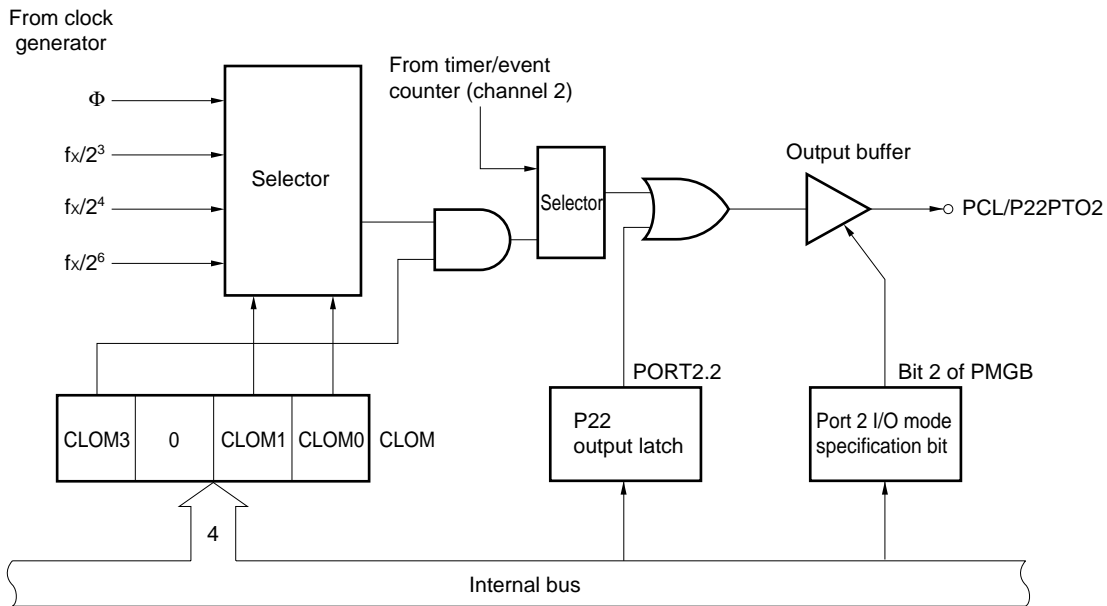 From clock
generator
From timer/event
counter (channel 2)
Φ
fX/2³
Selector
Output buffer
fX/2⁴
Selector
PCL/P22PTO2
fX/2⁶
PORT2.2
Bit 2 of PMGB
CLOM3 0 CLOM1 CLOM0 CLOM
P22
output latch
Port 2 I/O mode
specification bit
4
Internal bus